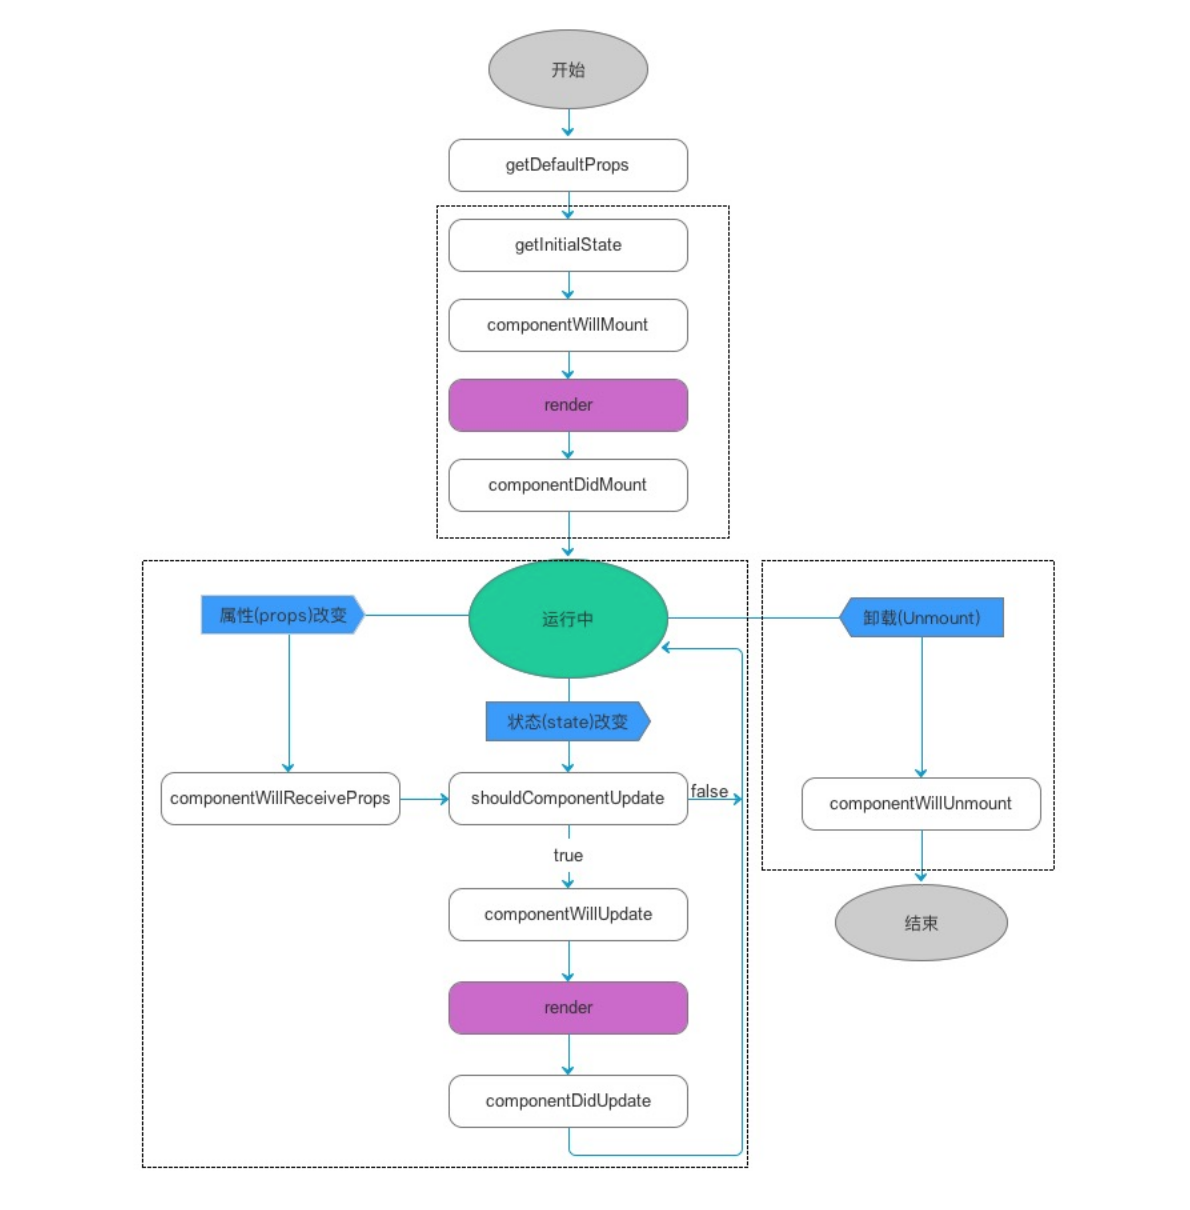 开始
getDefaultProps
getInitialState
componentWillMount
render
componentDidMount
属性(props)改变
运行中
卸载(Unmount)
状态(state)改变
componentWillReceiveProps
shouldComponentUpdate
false
componentWillUnmount
true
componentWillUpdate
结束
render
componentDidUpdate